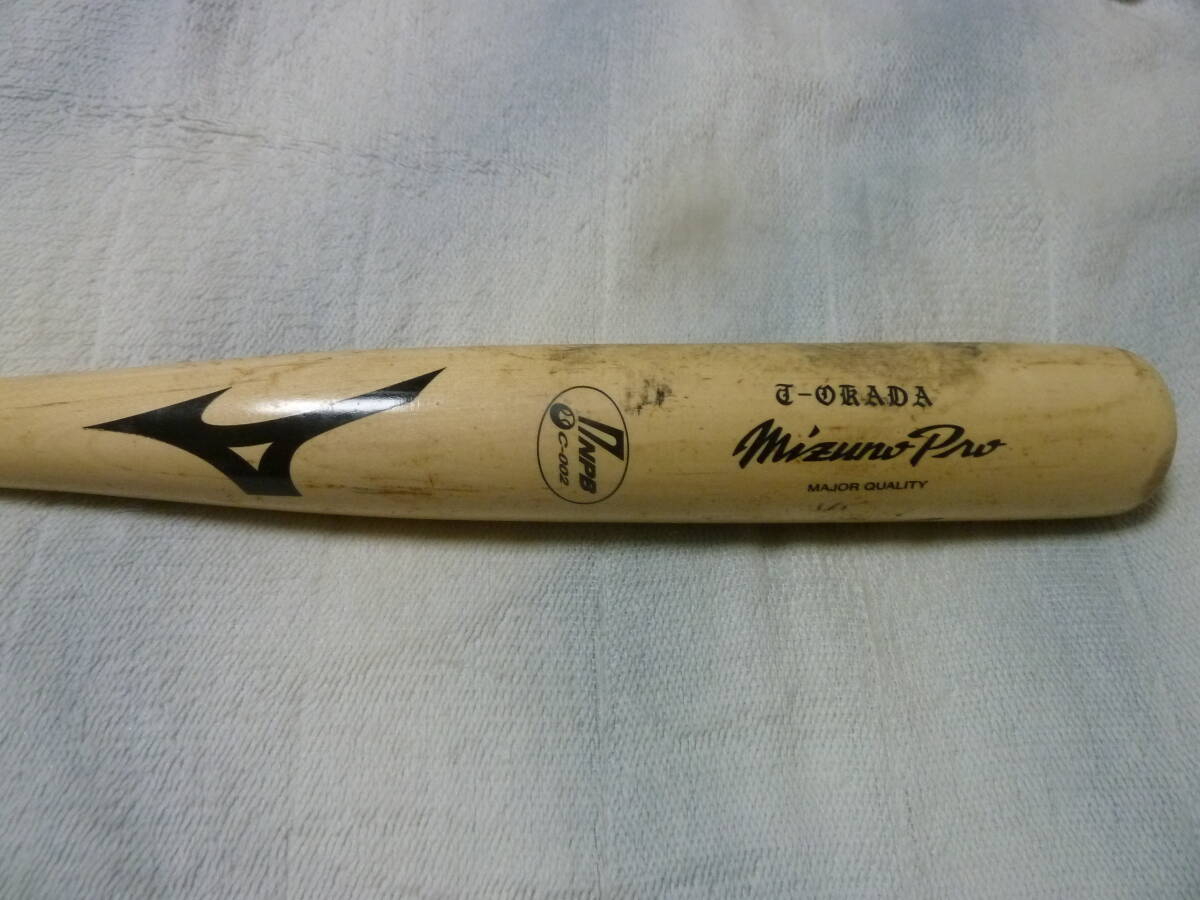 NPB
C-002
T-OKADA
Mizuno Pro
MAJOR QUALITY